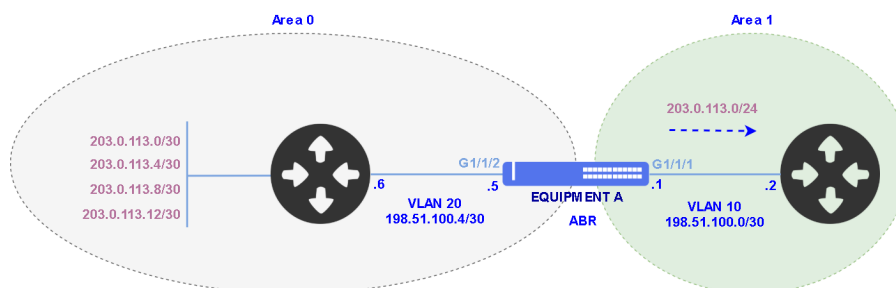 Area 0
Area 1
203.0.113.0/24
203.0.113.0/30
203.0.113.4/30
203.0.113.8/30
203.0.113.12/30
G1/1/2
G1/1/1
.6
.5
.1
.2
EQUIPMENT A
VLAN 20
198.51.100.4/30
ABR
VLAN 10
198.51.100.0/30